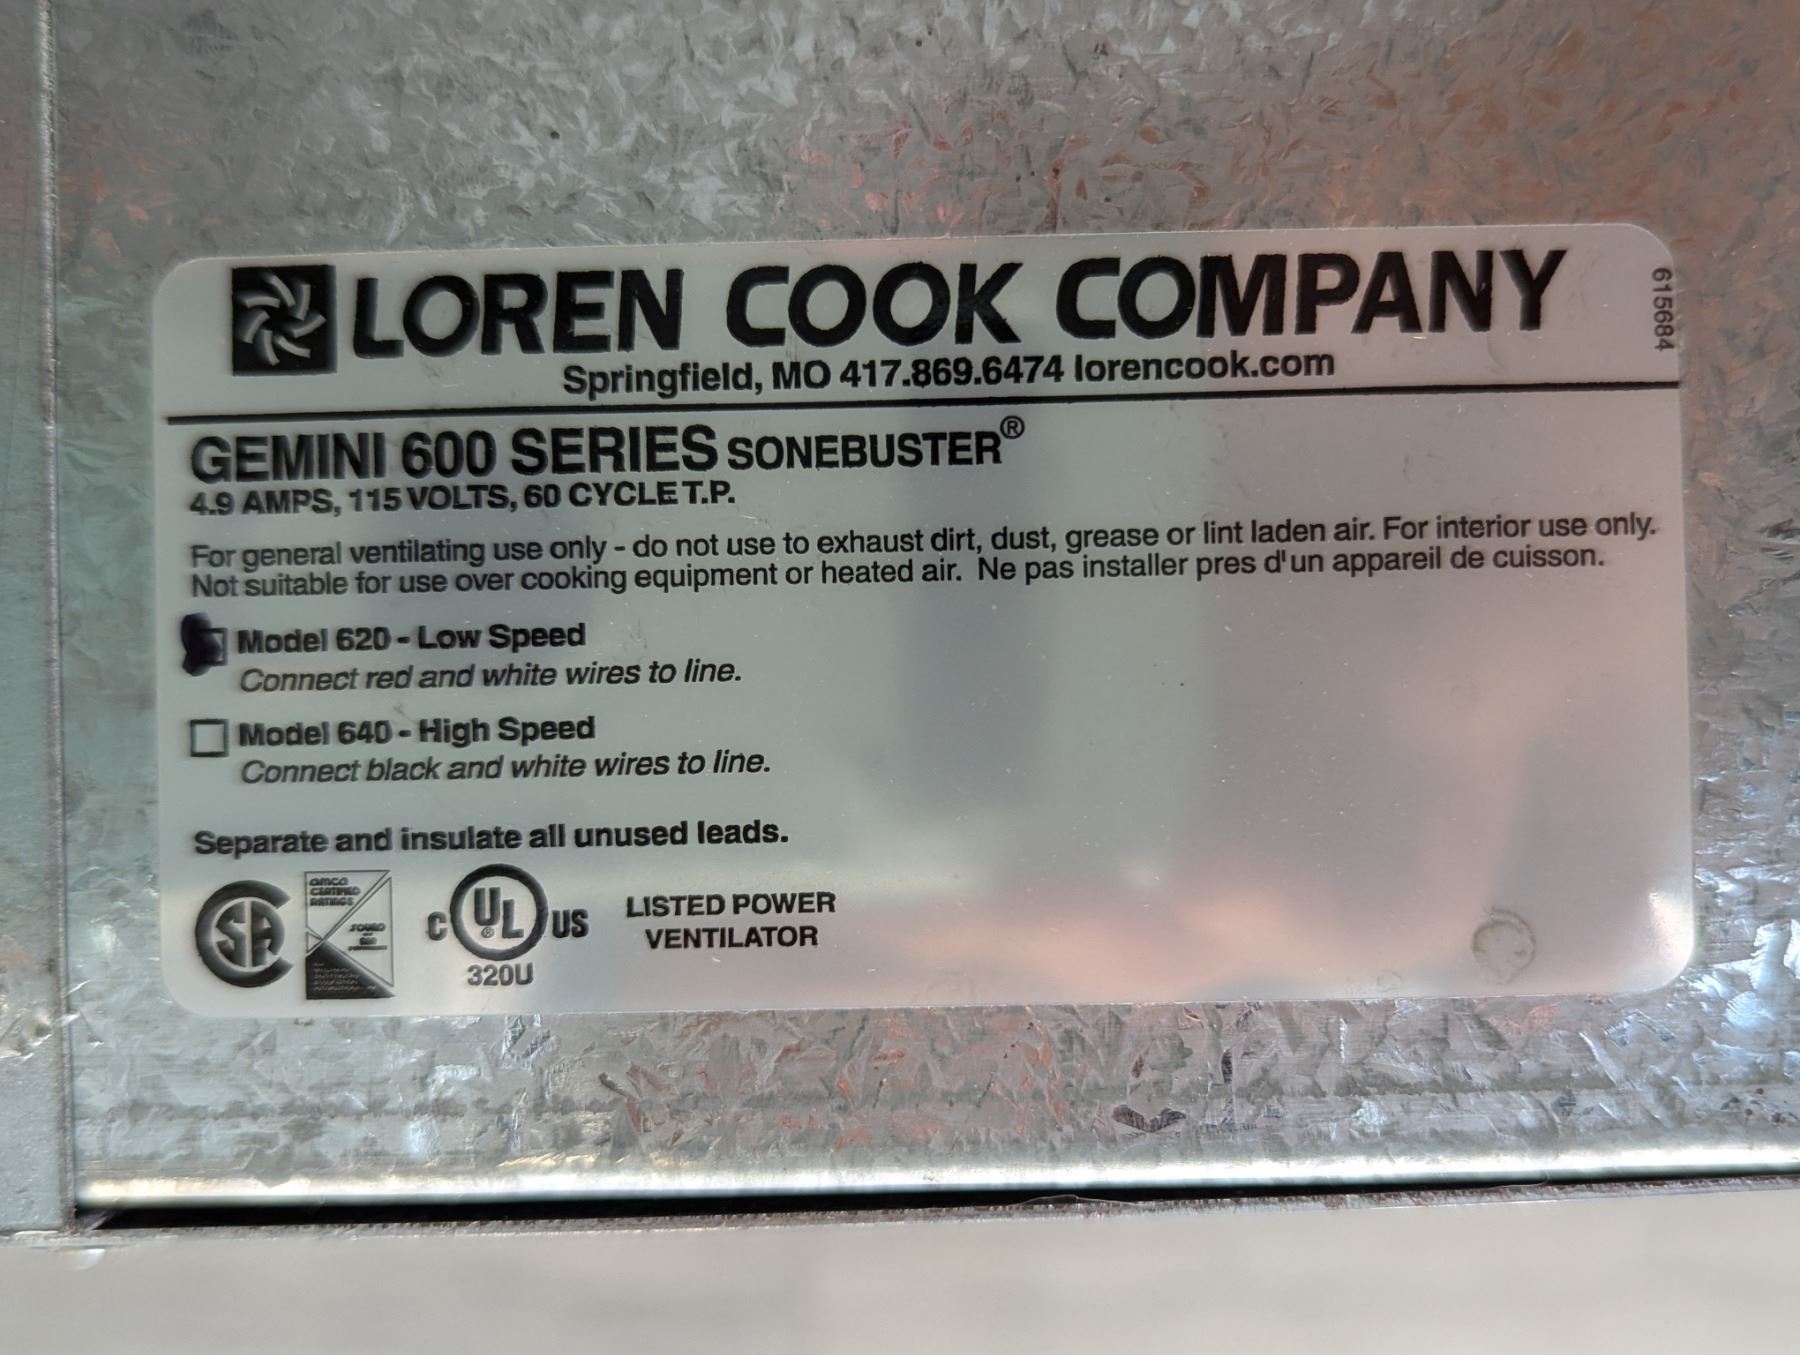 LOREN COOK COMPANY
615684
Springfield, MO 417.869.6474 lorencook.com
GEMINI 600 SERIES SONEBUSTER®
4.9 AMPS, 115 VOLTS, 60 CYCLE T.P.
For general ventilating use only - do not use to exhaust dirt, dust, grease or lint laden air. For interior use only.
Not suitable for use over cooking equipment or heated air. Ne pas installer pres d'un appareil de cuisson.
Model 620 - Low Speed
Connect red and white wires to line.
Model 640 - High Speed
Connect black and white wires to line.
Separate and insulate all unused leads.
SA
amca
CERTIFIED
RATINGS
SOUND
C UL® US
320U
LISTED POWER
VENTILATOR